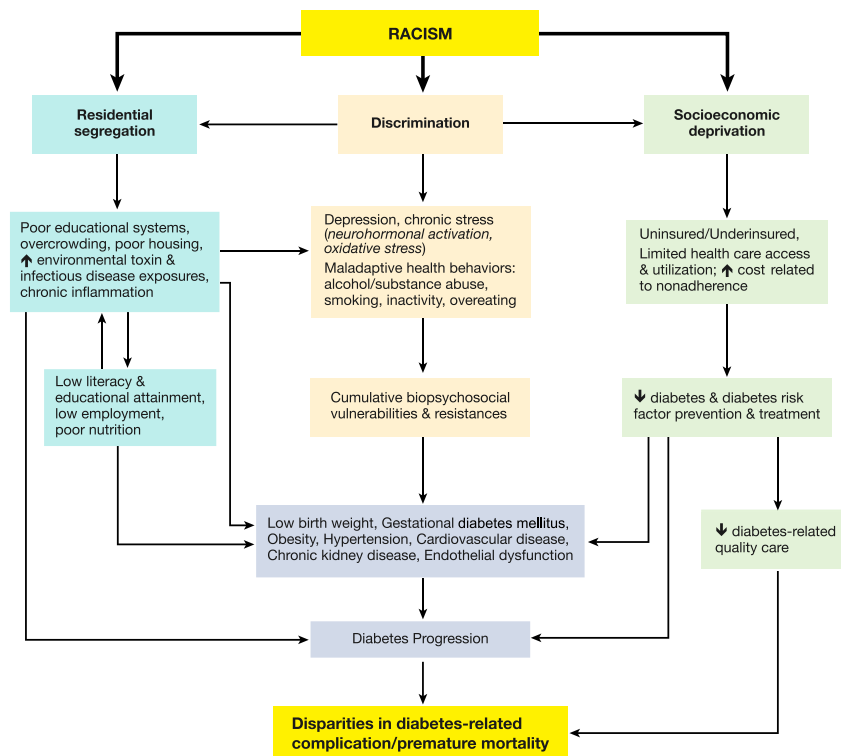 RACISM
Residential
segregation
Discrimination
Socioeconomic
deprivation
Poor educational systems,
overcrowding, poor housing,
↑ environmental toxin &
infectious disease exposures,
chronic inflammation
Depression, chronic stress
(neurohormonal activation,
oxidative stress)
Maladaptive health behaviors:
alcohol/substance abuse,
smoking, inactivity, overeating
Uninsured/Underinsured,
Limited health care access
& utilization; ↑ cost related
to nonadherence
Low literacy &
educational attainment,
low employment,
poor nutrition
Cumulative biopsychosocial
vulnerabilities & resistances
↓ diabetes & diabetes risk
factor prevention & treatment
Low birth weight, Gestational diabetes mellitus,
Obesity, Hypertension, Cardiovascular disease,
Chronic kidney disease, Endothelial dysfunction
↓ diabetes-related
quality care
Diabetes Progression
Disparities in diabetes-related
complication/premature mortality